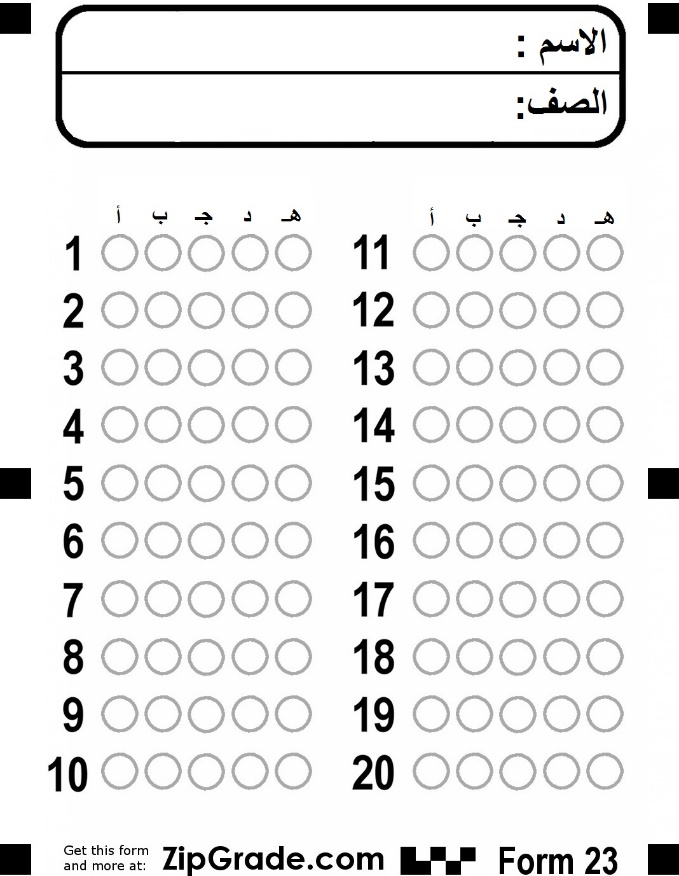 الاسم :
الصف:
أ ب جـ د هـ
1
2
3
4
5
6
7
8
9
10
أ ب جـ د هـ
11
12
13
14
15
16
17
18
19
20
Get this form
and more at:
ZipGrade.com
Form 23